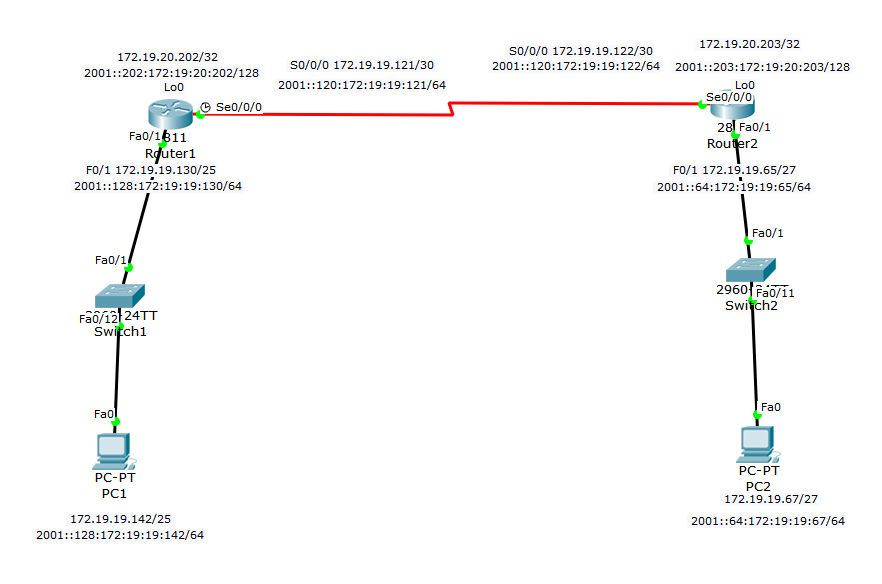 172.19.20.202/32
2001::202:172:19:20:202/128
Lo0
Se0/0/0
S0/0/0 172.19.19.121/30
2001::120:172:19:19:121/64
S0/0/0 172.19.19.122/30
2001::120:172:19:19:122/64
172.19.20.203/32
2001::203:172:19:20:203/128
Lo0
Se0/0/0
Fa0/1
811
Router1
F0/1 172.19.19.130/25
2001::128:172:19:19:130/64
28
Fa0/1
Router2
F0/1 172.19.19.65/27
2001::64:172:19:19:65/64
Fa0/1
2960-24TT
Fa0/12
Switch1
Fa0/1
2960-24TT
Fa0/11
Switch2
Fa0
PC-PT
PC1
172.19.19.142/25
2001::128:172:19:19:142/64
Fa0
PC-PT
PC2
172.19.19.67/27
2001::64:172:19:19:67/64